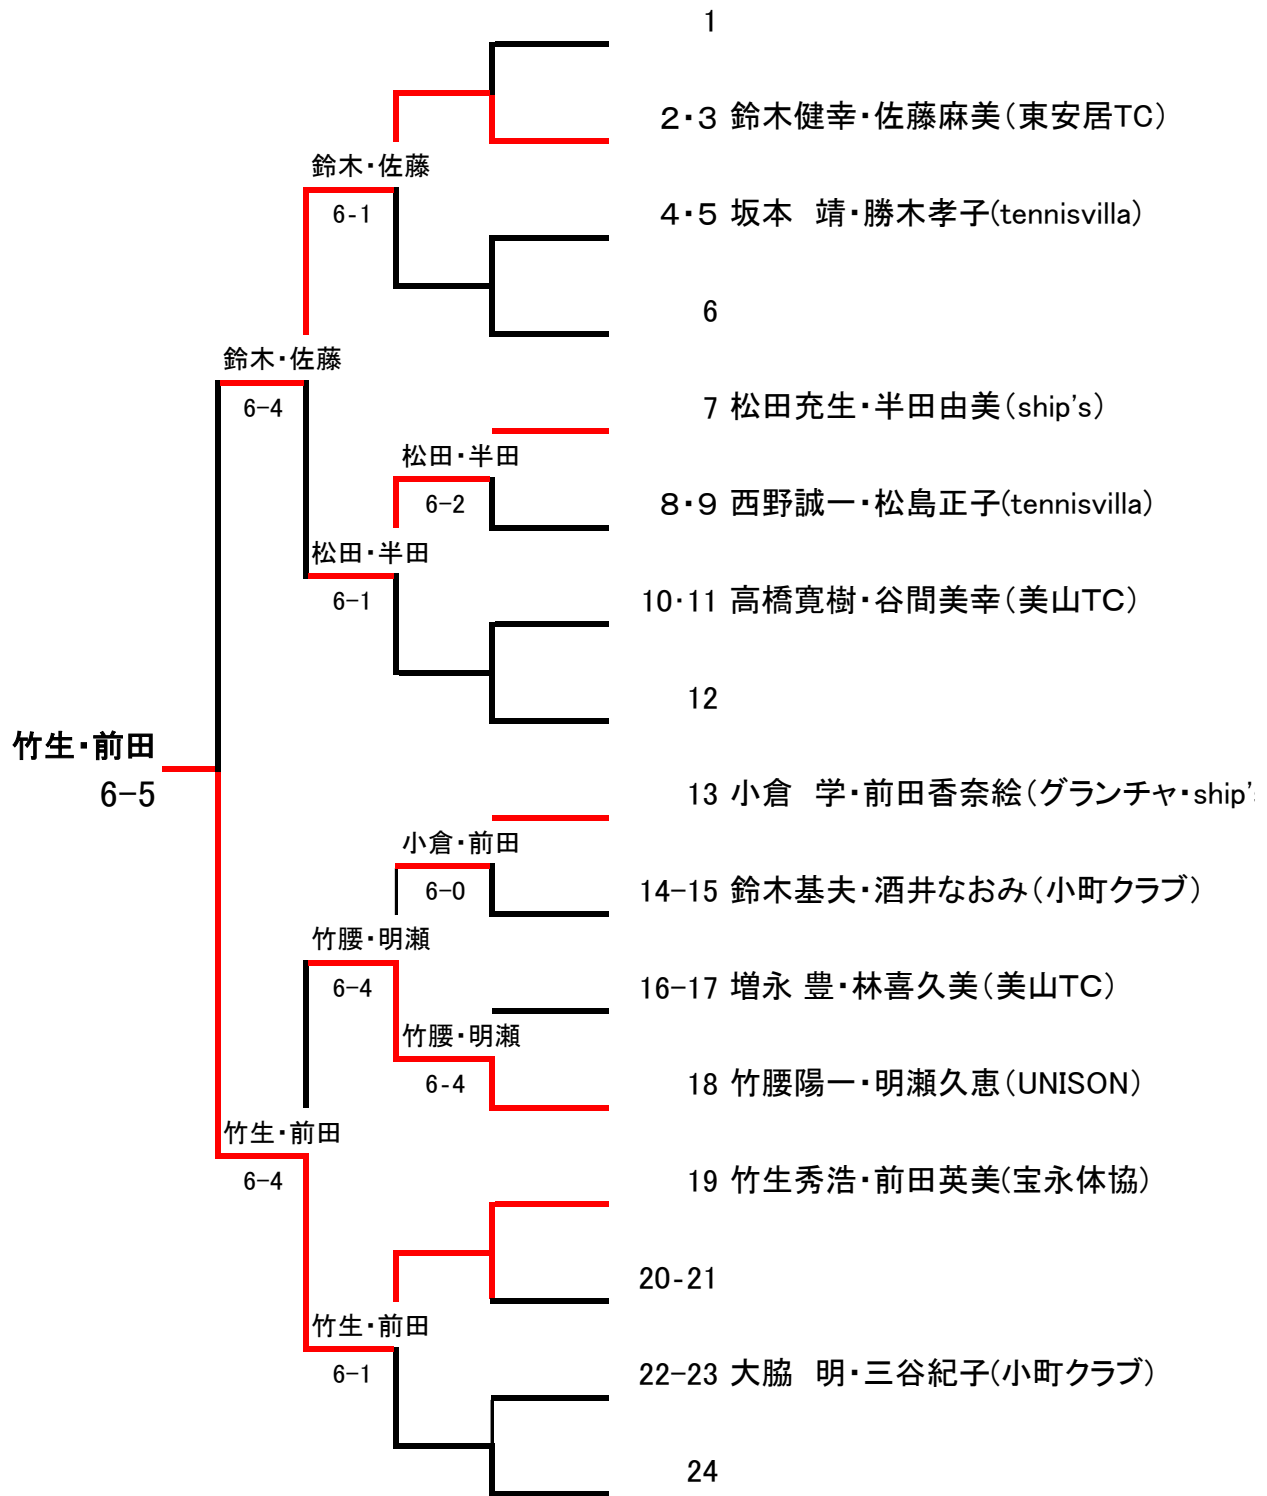 1
2・3 鈴木健幸・佐藤麻美(東安居TC)
鈴木・佐藤
6-1
4・5 坂本　靖・勝木孝子(tennisvilla)
6
鈴木・佐藤
6-4
7 松田充生・半田由美(ship's)
松田・半田
6-2
8・9 西野誠一・松島正子(tennisvilla)
松田・半田
6-1
10・11 高橋寛樹・谷間美幸(美山TC)
12
竹生・前田
6-5
13 小倉　学・前田香奈絵(グランチャ・ship'
小倉・前田
6-0
14-15 鈴木基夫・酒井なおみ(小町クラブ)
竹腰・明瀬
6-4
16-17 増永 豊・林喜久美(美山TC)
竹腰・明瀬
6-4
18 竹腰陽一・明瀬久恵(UNISON)
竹生・前田
6-4
19 竹生秀浩・前田英美(宝永体協)
20-21
竹生・前田
6-1
22-23 大脇　明・三谷紀子(小町クラブ)
24